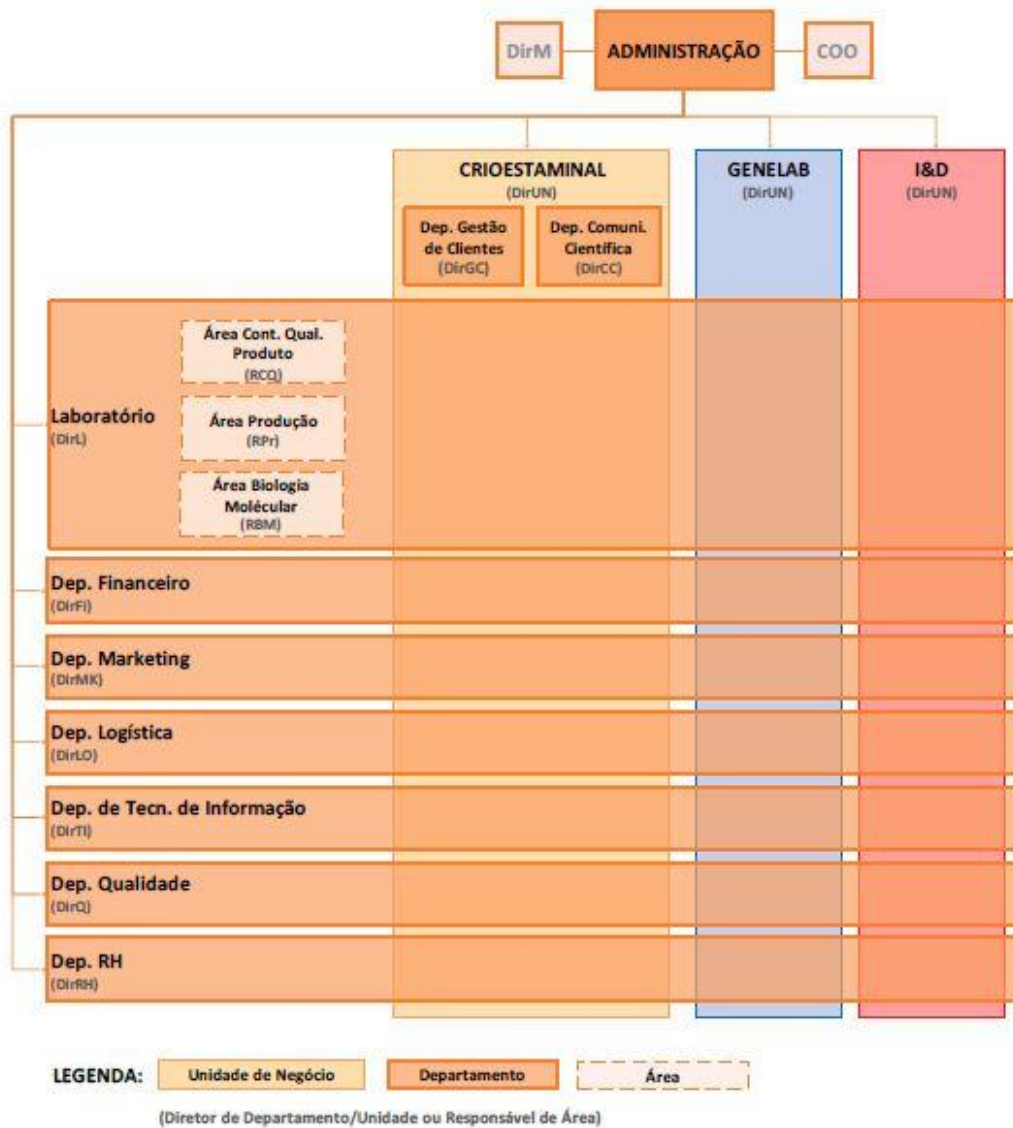 DirM
ADMINISTRAÇÃO
COO
CRIOESTAMINAL
(DirUN)
GENELAB
(DirUN)
I&D
(DirUN)
Dep. Gestão
de Clientes
(DirGC)
Dep. Comuni.
Científica
(DirCC)
Laboratório
(DirL)
Área Cont. Qual.
Produto
(RCQ)
Área Produção
(RPr)
Área Biologia
Molécular
(RBM)
Dep. Financeiro
(DirFi)
Dep. Marketing
(DirMK)
Dep. Logística
(DirLO)
Dep. de Tecn. de Informação
(DirTI)
Dep. Qualidade
(DirQ)
Dep. RH
(DirRH)
LEGENDA:
Unidade de Negócio
Departamento
Área
(Diretor de Departamento/Unidade ou Responsável de Área)